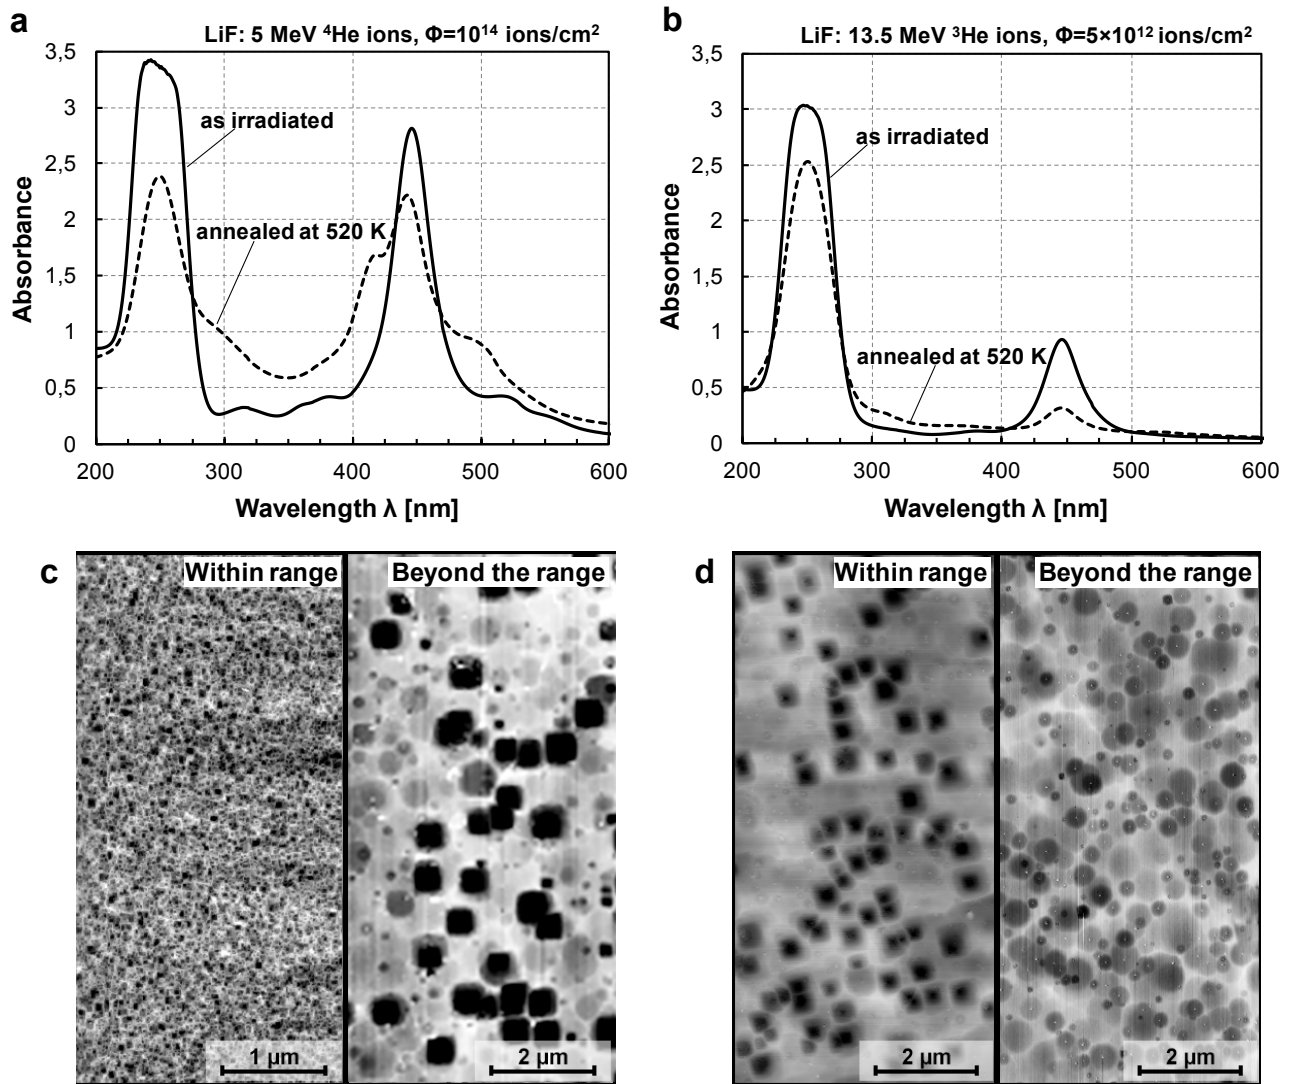 a
LiF: 5 MeV ⁴He ions, Φ=10¹⁴ ions/cm²
3,5
3
2,5
2
1,5
1
0,5
0
Absorbance
as irradiated
annealed at 520 K
200
300
400
500
600
Wavelength λ [nm]
b
LiF: 13.5 MeV ³He ions, Φ=5×10¹² ions/cm²
3,5
3
2,5
2
1,5
1
0,5
0
Absorbance
as irradiated
annealed at 520 K
200
300
400
500
600
Wavelength λ [nm]
c
Within range
Beyond the range
1 μm
2 μm
d
Within range
Beyond the range
2 μm
2 μm